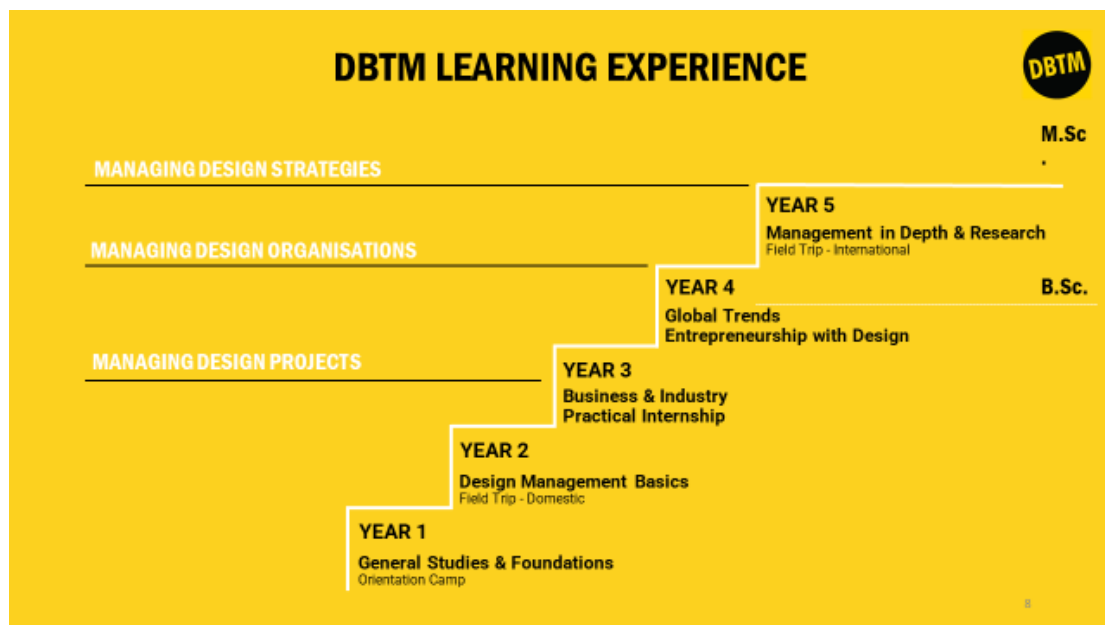 DBTM LEARNING EXPERIENCE
DBTM
M.Sc
.
MANAGING DESIGN STRATEGIES
YEAR 5
Management in Depth & Research
Field Trip - International
MANAGING DESIGN ORGANISATIONS
YEAR 4
B.Sc.
Global Trends
Entrepreneurship with Design
MANAGING DESIGN PROJECTS
YEAR 3
Business & Industry
Practical Internship
YEAR 2
Design Management Basics
Field Trip - Domestic
YEAR 1
General Studies & Foundations
Orientation Camp
8